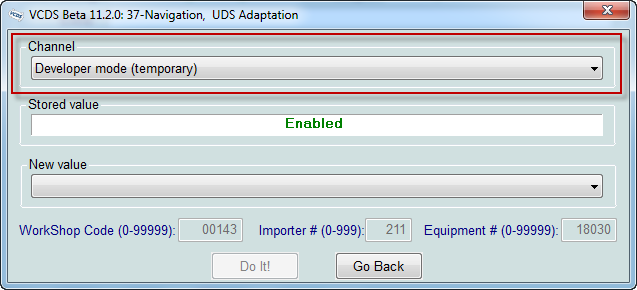 VCDS
VCDS Beta 11.2.0: 37-Navigation,  UDS Adaptation
Channel
Developer mode (temporary)
Stored value
Enabled
New value
WorkShop Code (0-99999): 00143 Importer # (0-999): 211 Equipment # (0-99999): 18030
Do It! Go Back